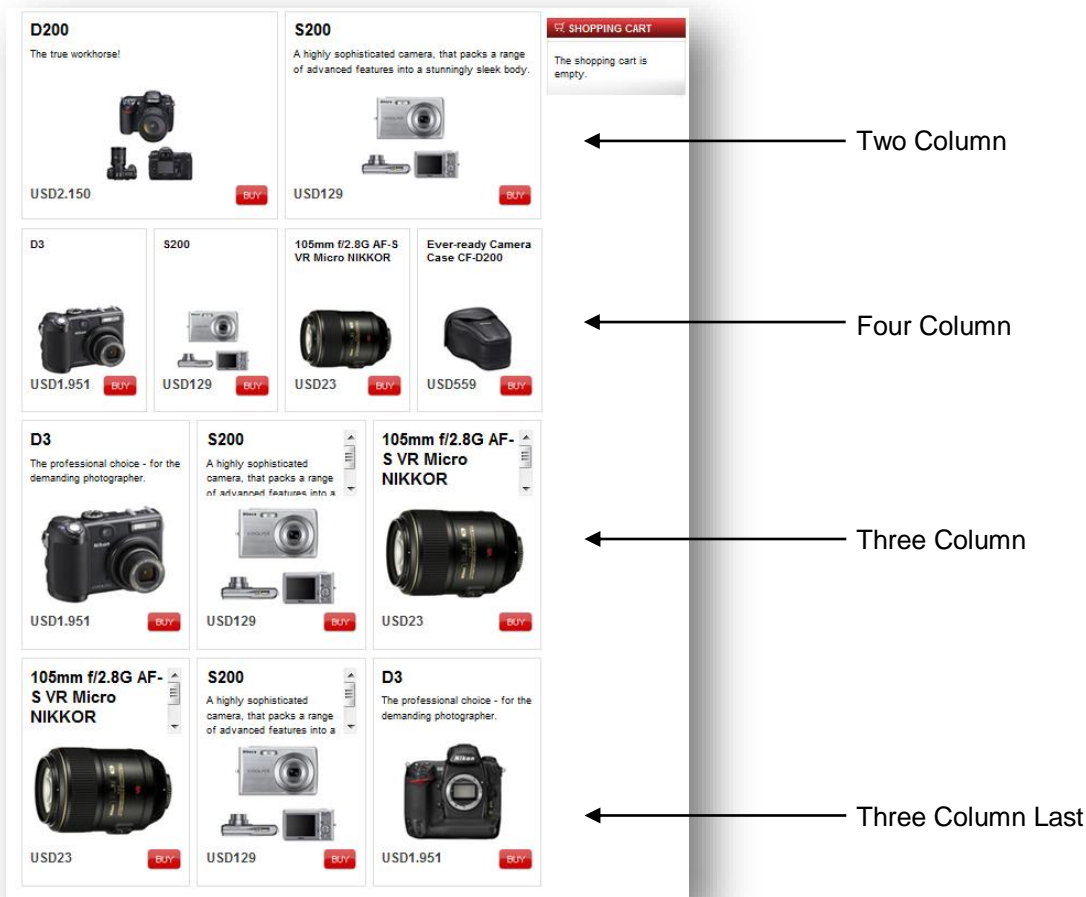 D200
The true workhorse!
USD2.150
BUY
S200
A highly sophisticated camera, that packs a range
of advanced features into a stunningly sleek body.
USD129
BUY
SHOPPING CART
The shopping cart is
empty.
Two Column
D3
USD1.951
BUY
S200
USD129
BUY
105mm f/2.8G AF-S
VR Micro NIKKOR
USD23
BUY
Ever-ready Camera
Case CF-D200
USD559
BUY
Four Column
D3
The professional choice - for the
demanding photographer.
USD1.951
BUY
S200
A highly sophisticated
camera, that packs a range
of advanced features into a
USD129
BUY
105mm f/2.8G AF-
S VR Micro
NIKKOR
USD23
BUY
Three Column
105mm f/2.8G AF-
S VR Micro
NIKKOR
USD23
BUY
S200
A highly sophisticated
camera, that packs a range
of advanced features into a
USD129
BUY
D3
The professional choice - for the
demanding photographer.
Nikon
USD1.951
BUY
Three Column Last